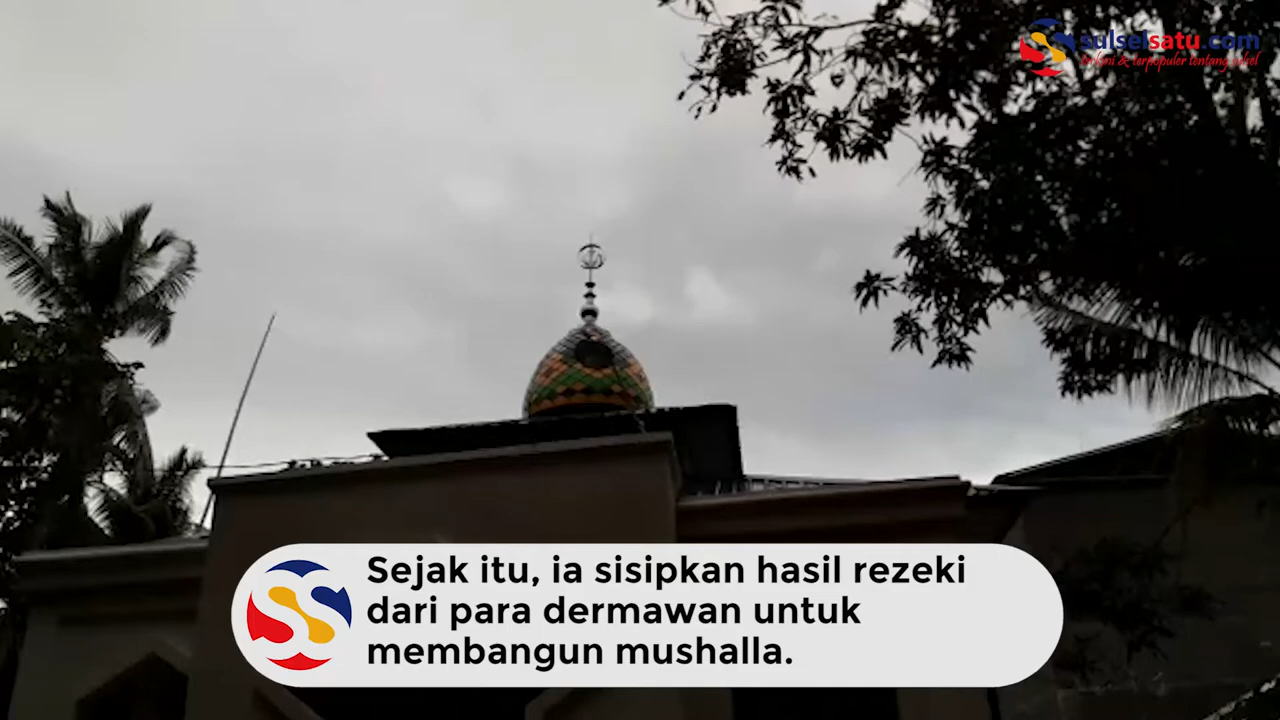 sulselsatu.com
terkini & terpopuler tentang sulsel
Sejak itu, ia sisipkan hasil rezeki
dari para dermawan untuk
membangun mushalla.